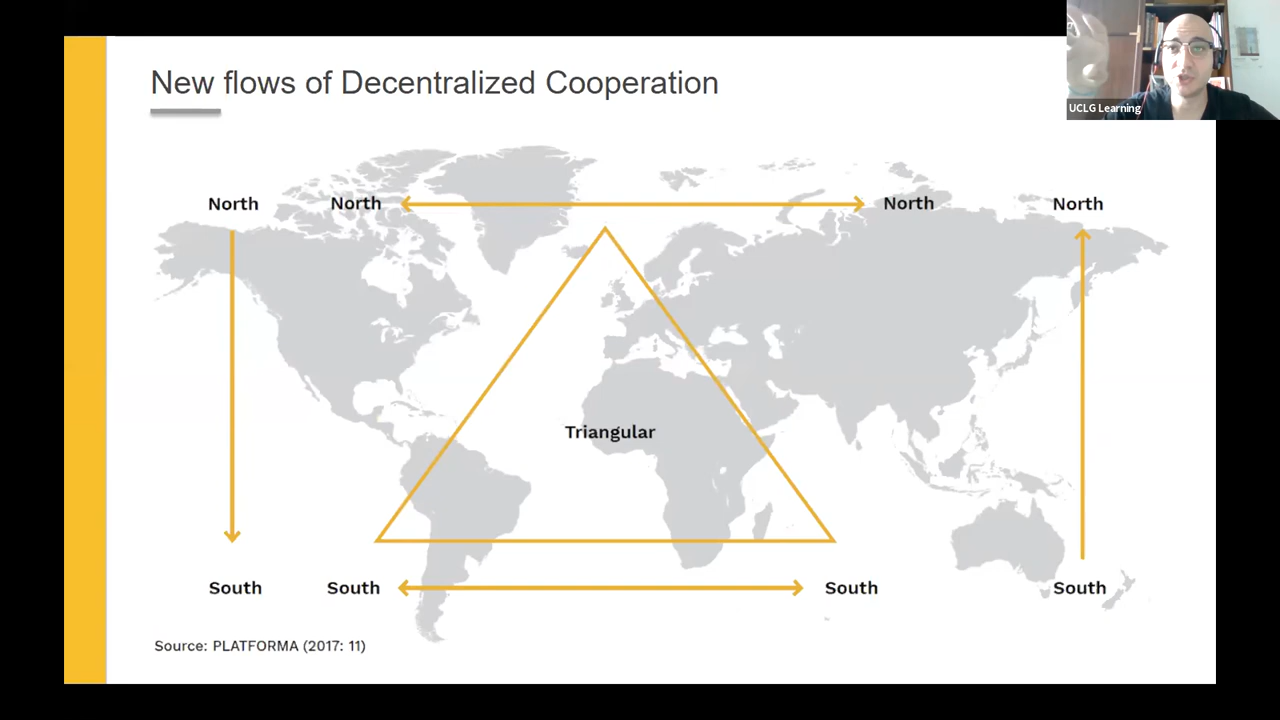 New flows of Decentralized Cooperation
UCLG Learning
North North North North
Triangular
South South South South
Source: PLATFORMA (2017: 11)